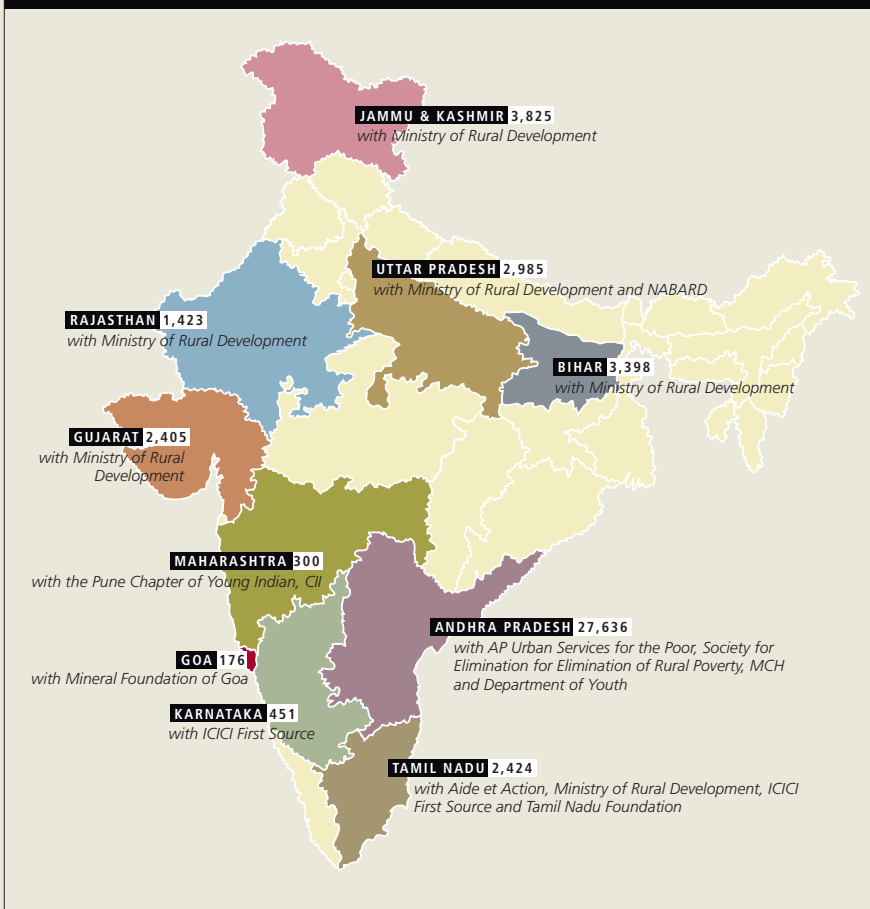 JAMMU & KASHMIR 3,825
with Ministry of Rural Development
UTTAR PRADESH 2,985
with Ministry of Rural Development and NABARD
RAJASTHAN 1,423
with Ministry of Rural Development
BIHAR 3,398
with Ministry of Rural Development
GUJARAT 2,405
with Ministry of Rural
Development
MAHARASHTRA 300
with the Pune Chapter of Young Indian, CII
ANDHRA PRADESH 27,636
with AP Urban Services for the Poor, Society for
Elimination for Elimination of Rural Poverty, MCH
and Department of Youth
GOA 176
with Mineral Foundation of Goa
KARNATAKA 451
with ICICI First Source
TAMIL NADU 2,424
with Aide et Action, Ministry of Rural Development, ICICI
First Source and Tamil Nadu Foundation